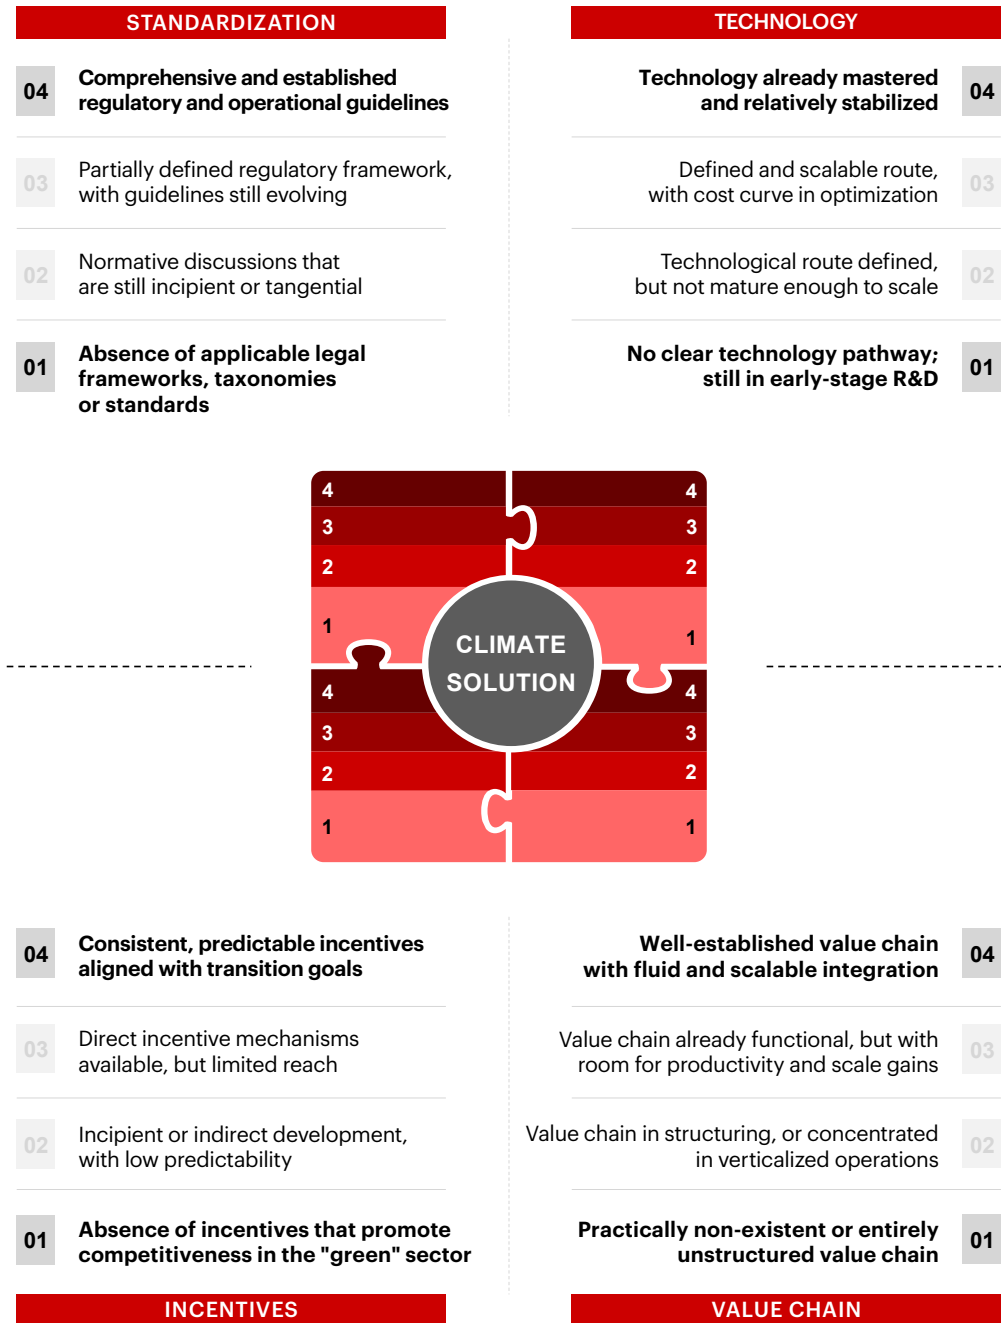 STANDARDIZATION
04
Comprehensive and established
regulatory and operational guidelines
03
Partially defined regulatory framework,
with guidelines still evolving
02
Normative discussions that
are still incipient or tangential
01
Absence of applicable legal
frameworks, taxonomies
or standards
TECHNOLOGY
Technology already mastered
and relatively stabilized
04
Defined and scalable route,
with cost curve in optimization
03
Technological route defined,
but not mature enough to scale
02
No clear technology pathway;
still in early-stage R&D
01
4
4
3
3
2
2
1
1
CLIMATE
SOLUTION
4
4
3
3
2
2
1
1
04
Consistent, predictable incentives
aligned with transition goals
03
Direct incentive mechanisms
available, but limited reach
02
Incipient or indirect development,
with low predictability
01
Absence of incentives that promote
competitiveness in the "green" sector
INCENTIVES
Well-established value chain
with fluid and scalable integration
04
Value chain already functional, but with
room for productivity and scale gains
03
Value chain in structuring, or concentrated
in verticalized operations
02
Practically non-existent or entirely
unstructured value chain
01
VALUE CHAIN